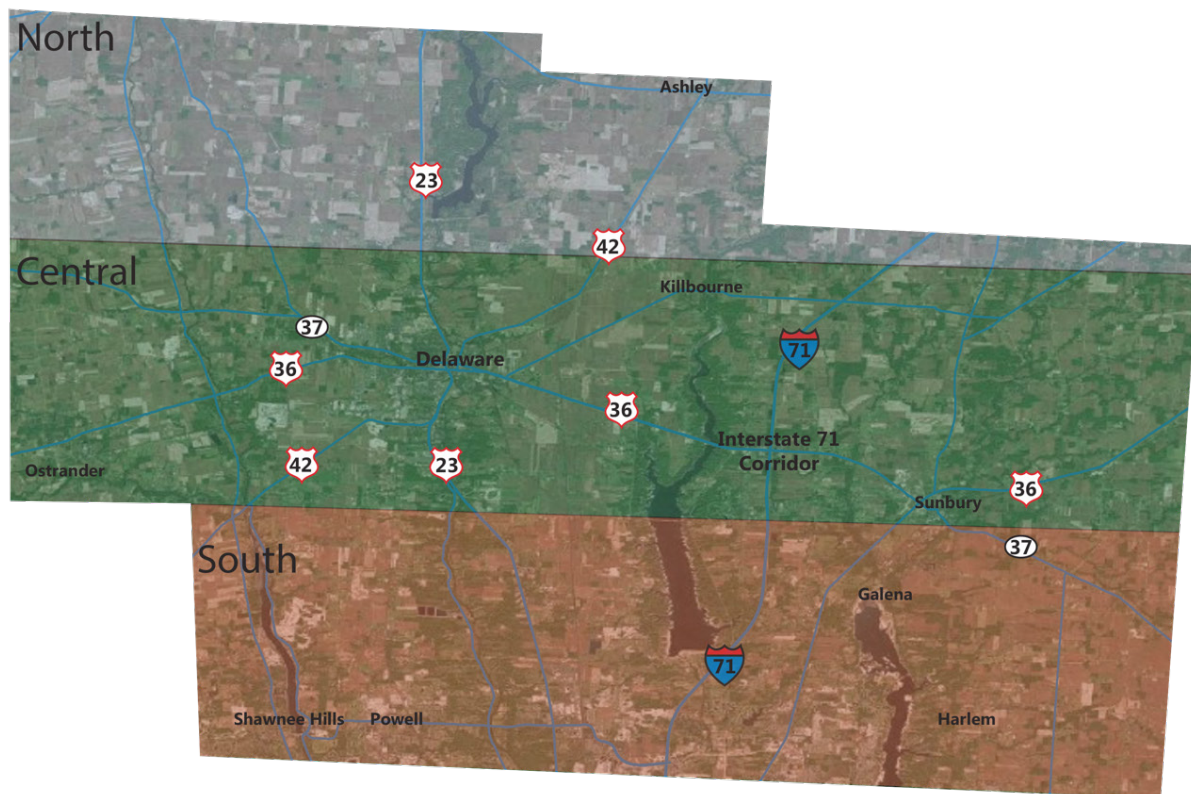 North
Ashley
23
42
Central
Killbourne
37
71
Delaware
36
36
Interstate 71
Corridor
Ostrander
42
23
36
Sunbury
37
South
Galena
71
Shawnee Hills
Powell
Harlem